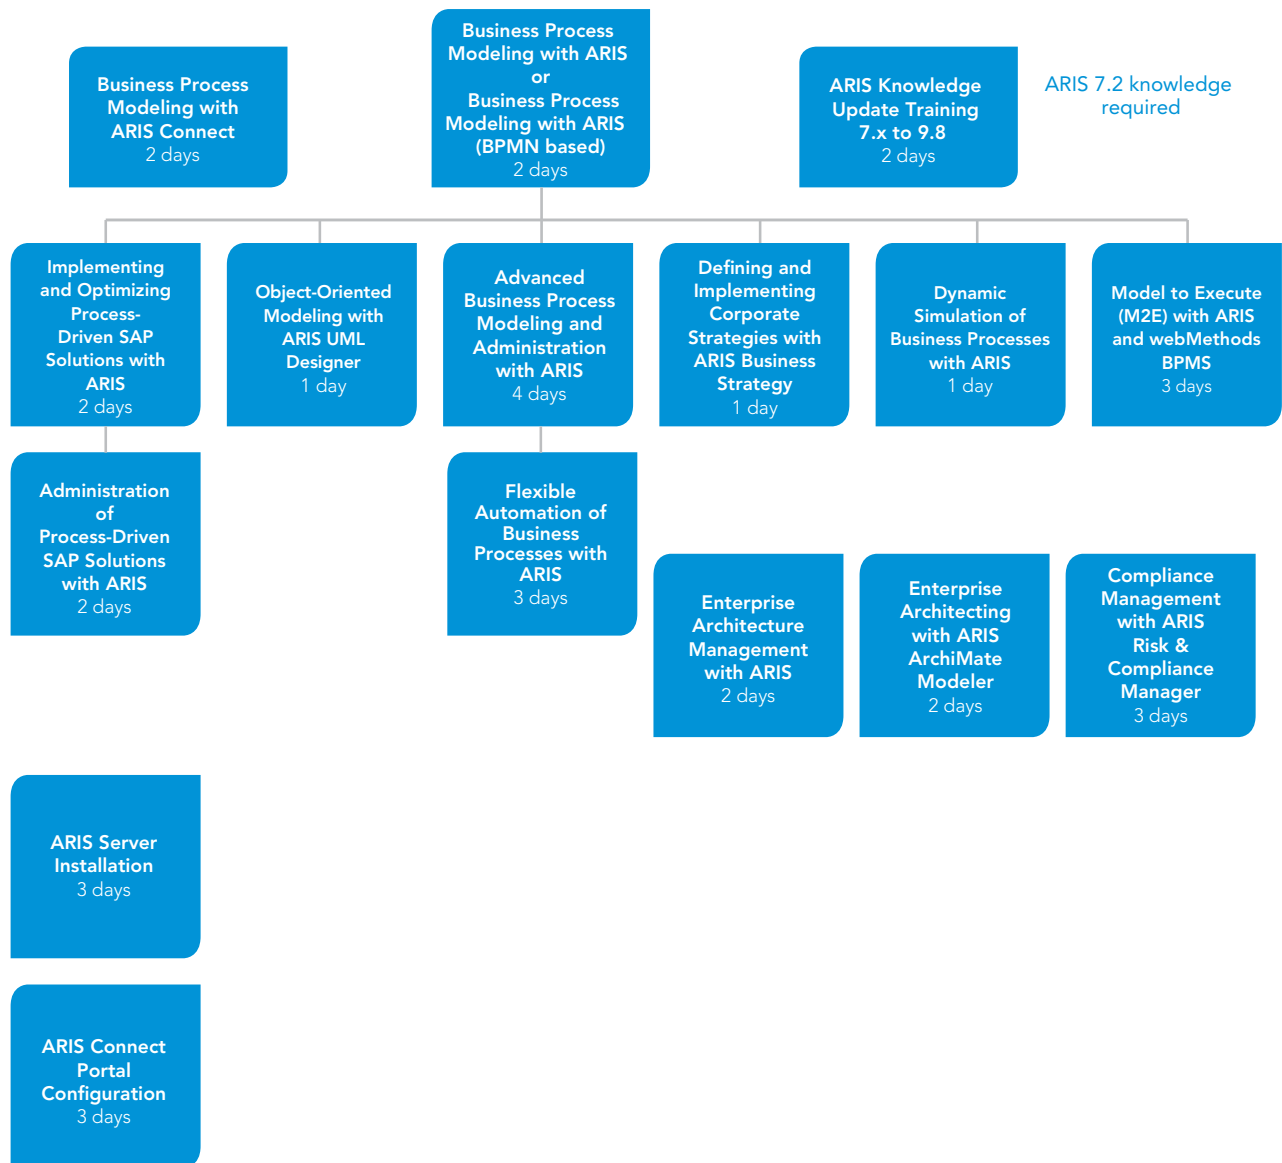 Business Process
Modeling with
ARIS Connect
2 days
Business Process
Modeling with ARIS
or
Business Process
Modeling with ARIS
(BPMN based)
2 days
ARIS Knowledge
Update Training
7.x to 9.8
2 days
ARIS 7.2 knowledge
required
Implementing
and Optimizing
Process-
Driven SAP
Solutions with
ARIS
2 days
Object-Oriented
Modeling with
ARIS UML
Designer
1 day
Advanced
Business Process
Modeling and
Administration
with ARIS
4 days
Defining and
Implementing
Corporate
Strategies with
ARIS Business
Strategy
1 day
Dynamic
Simulation of
Business Processes
with ARIS
1 day
Model to Execute
(M2E) with ARIS
and webMethods
BPMS
3 days
Administration
of
Process-Driven
SAP Solutions
with ARIS
2 days
Flexible
Automation of
Business
Processes with
ARIS
3 days
Enterprise
Architecture
Management
with ARIS
2 days
Enterprise
Architecting
with ARIS
ArchiMate
Modeler
2 days
Compliance
Management
with ARIS
Risk &
Compliance
Manager
3 days
ARIS Server
Installation
3 days
ARIS Connect
Portal
Configuration
3 days